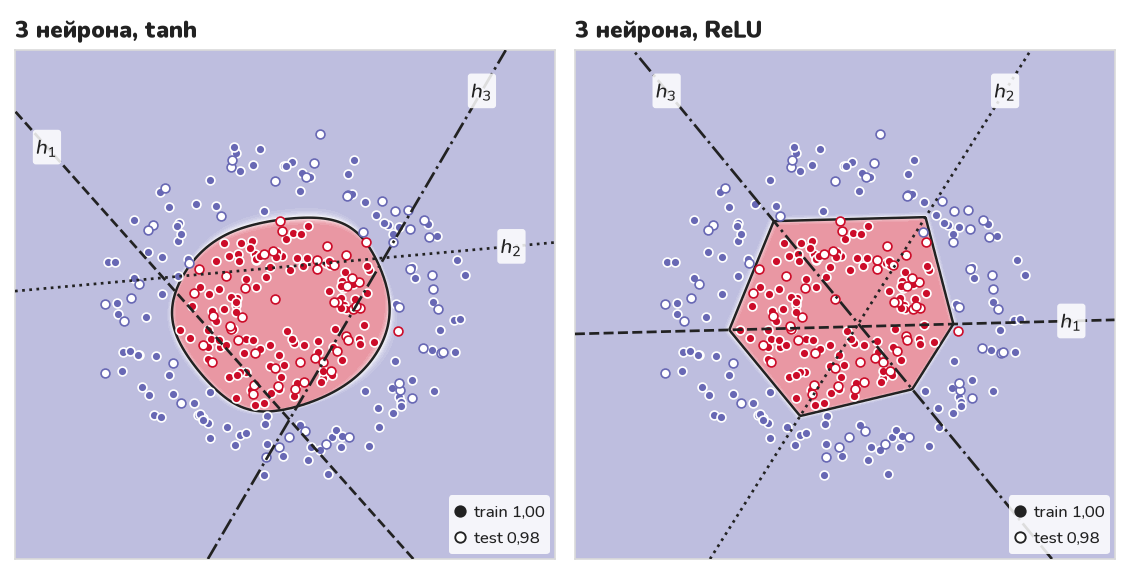 3 нейрона, tanh
h1
h2
h3
train 1,00
test 0,98
3 нейрона, ReLU
h3
h2
h1
train 1,00
test 0,98